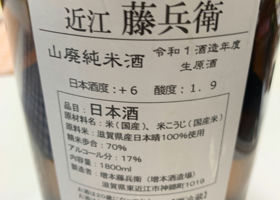 近江 藤兵衛
山廃純米酒 令和1酒造年度
生原酒
日本酒度：+6 酸度：1.9
品目：日本酒
原材料名：米（国産）、米こうじ（国産米）
原料米：滋賀県産日本晴100%使用
精米歩合：70%
アルコール分：17%
内容量：1800ml
製造者：増本藤兵衛（増本酒造場）
滋賀県東近江市神郷町1019